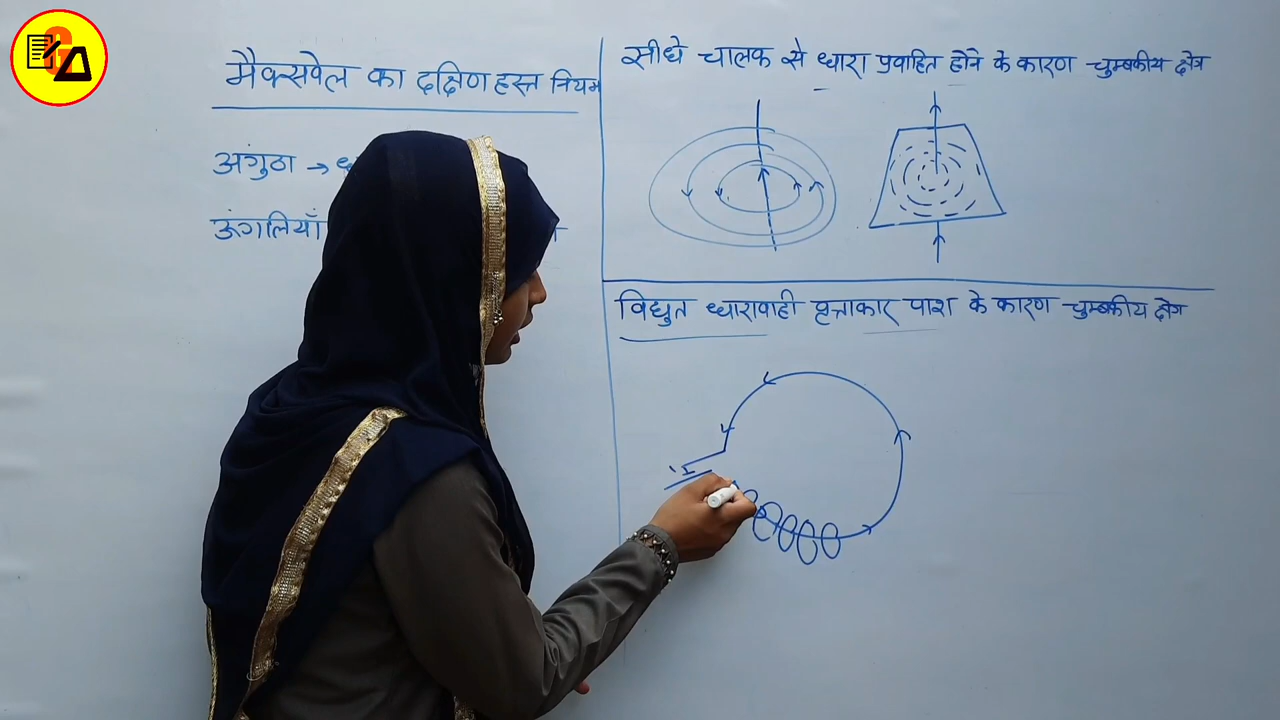 मैक्सवेल का दक्षिण हस्त नियम
अंगुठा →
ऊंगलियाँ
सीधे चालक से धारा प्रवाहित होने के कारण चुम्बकीय क्षेत्र
विद्युत धारावाही वृत्ताकार पाश के कारण चुम्बकीय क्षेत्र
I